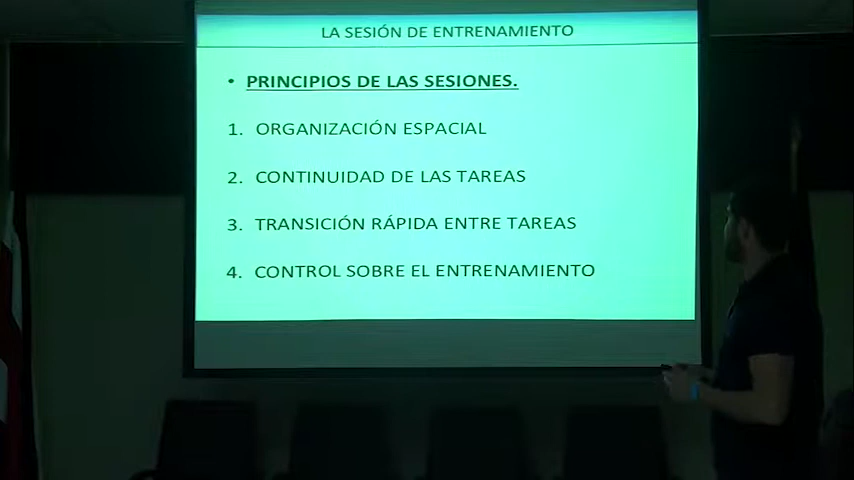 LA SESIÓN DE ENTRENAMIENTO
• PRINCIPIOS DE LAS SESIONES.
1. ORGANIZACIÓN ESPACIAL
2. CONTINUIDAD DE LAS TAREAS
3. TRANSICIÓN RÁPIDA ENTRE TAREAS
4. CONTROL SOBRE EL ENTRENAMIENTO